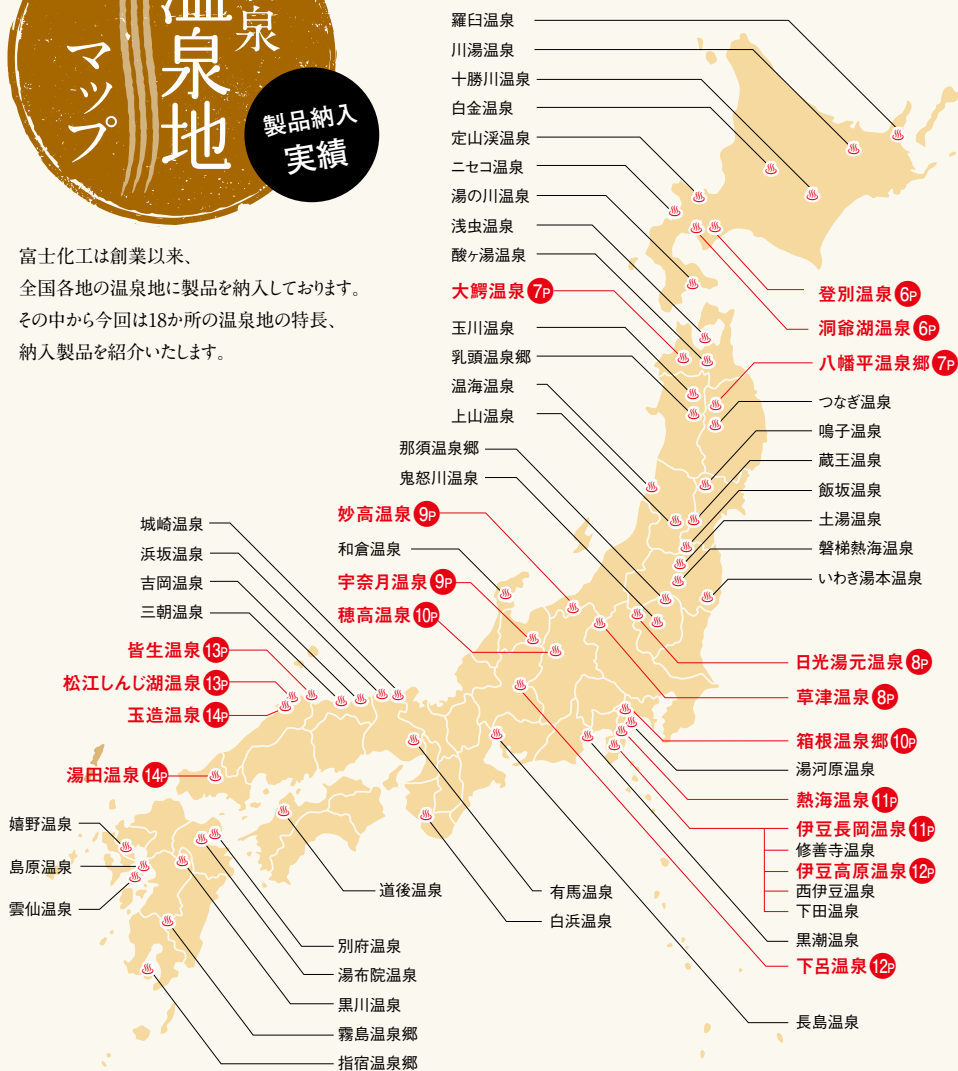 泉
温泉地
マップ
製品納入
実績
富士化工は創業以来、
全国各地の温泉地に製品を納入しております。
その中から今回は18か所の温泉地の特長、
納入製品を紹介いたします。
羅臼温泉
川湯温泉
十勝川温泉
白金温泉
定山渓温泉
ニセコ温泉
湯の川温泉
浅虫温泉
酸ヶ湯温泉
大鰐温泉 7P
玉川温泉
乳頭温泉郷
温海温泉
上山温泉
那須温泉郷
鬼怒川温泉
登別温泉 6P
洞爺湖温泉 6P
八幡平温泉郷 7P
つなぎ温泉
鳴子温泉
蔵王温泉
飯坂温泉
土湯温泉
磐梯熱海温泉
いわき湯本温泉
妙高温泉 9P
和倉温泉
宇奈月温泉 9P
穂高温泉 10P
城崎温泉
浜坂温泉
吉岡温泉
三朝温泉
皆生温泉 13P
松江しんじ湖温泉 13P
玉造温泉 14P
湯田温泉 14P
日光湯元温泉 8P
草津温泉 8P
箱根温泉郷 10P
湯河原温泉
熱海温泉 11P
伊豆長岡温泉 11P
修善寺温泉
伊豆高原温泉 12P
西伊豆温泉
下田温泉
黒潮温泉
下呂温泉 12P
長島温泉
嬉野温泉
島原温泉
雲仙温泉
道後温泉
有馬温泉
白浜温泉
別府温泉
湯布院温泉
黒川温泉
霧島温泉郷
指宿温泉郷